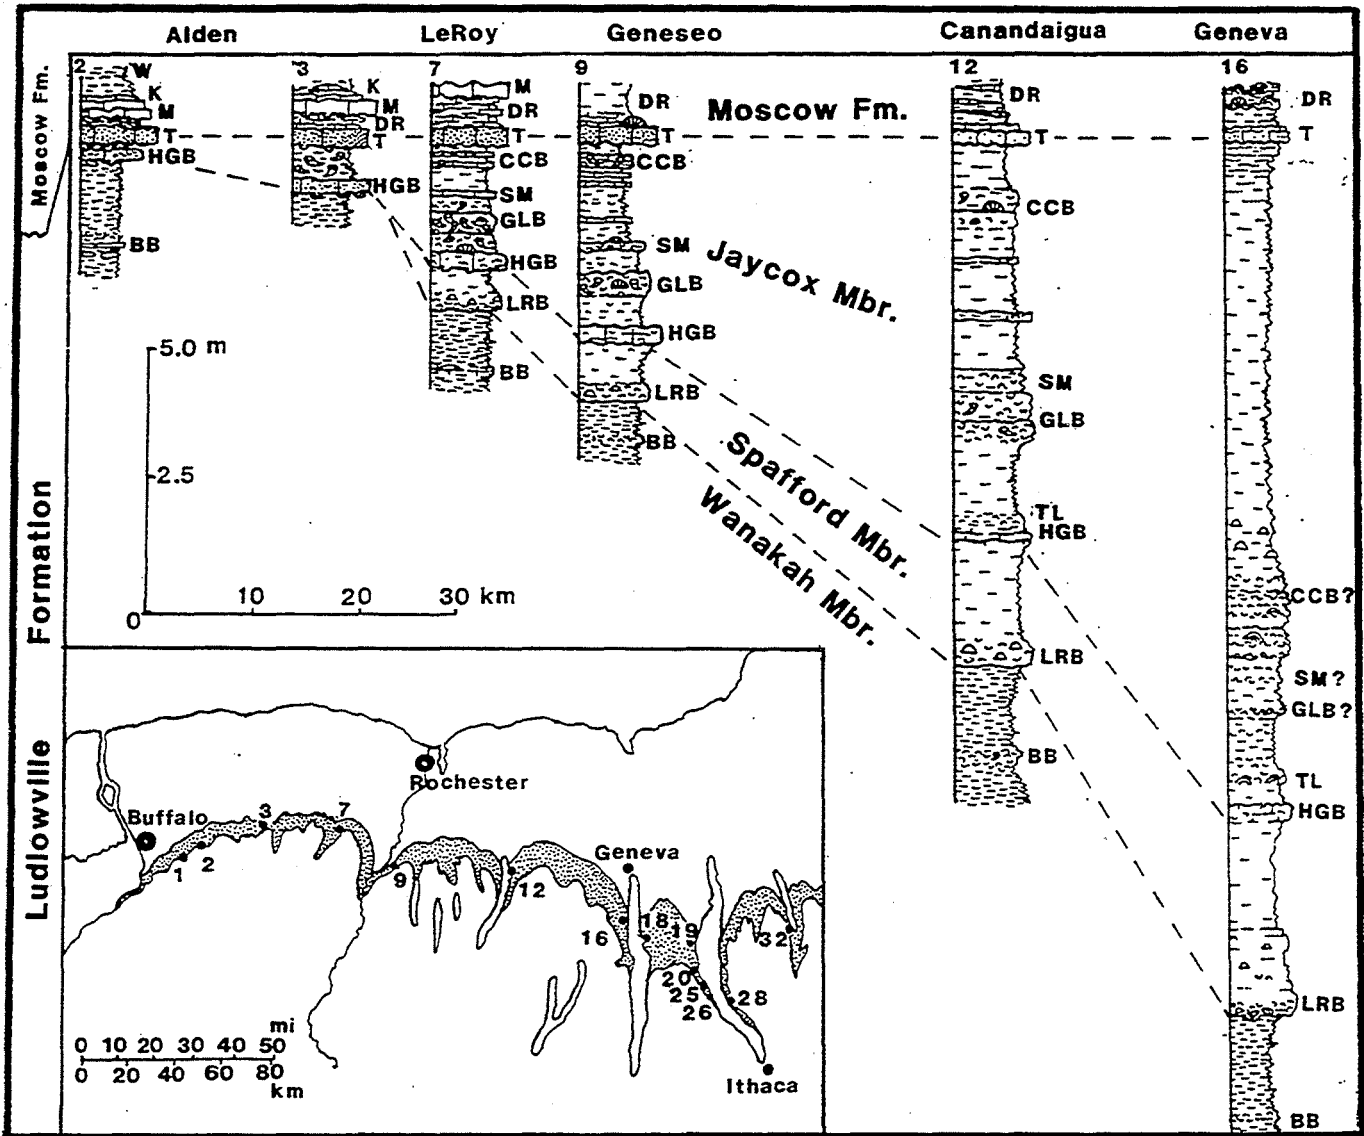 Alden LeRoy Geneseo Canandaigua Geneva
2 3 7 9 12 16
Moscow Fm.
W
K
M
T
HGB
BB
K
M
DR
T
HGB
M
DR
T
CCB
SM
GLB
HGB
LRB
BB
DR
T
CCB
SM
GLB
HGB
LRB
BB
Moscow Fm.
Jaycox Mbr.
Spafford Mbr.
Wanakah Mbr.
DR
T
CCB
SM
GLB
TL
HGB
LRB
BB
DR
T
CCB?
SM?
GLB?
TL
HGB
LRB
BB
5.0 m
2.5
0 10 20 30 km
Ludlowville Formation
Rochester
Buffalo
Geneva
Ithaca
1
2
3
7
9
12
16
18
19
20
25
26
28
32
mi
0 10 20 30 40 50
0 20 40 60 80
km